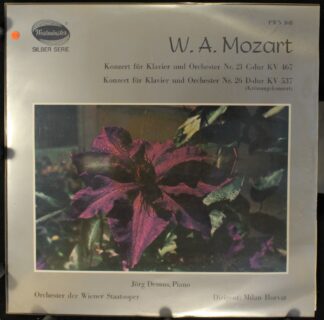 Westminster
SILBER SERIE
W. A. Mozart
Konzert für Klavier und Orchester Nr. 21 C-dur KV 467
Konzert für Klavier und Orchester Nr. 26 D-dur KV 537
(Krönungskonzert)
Jörg Demus, Piano
Orchester der Wiener Staatsoper
Dirigent: Milan Horvat